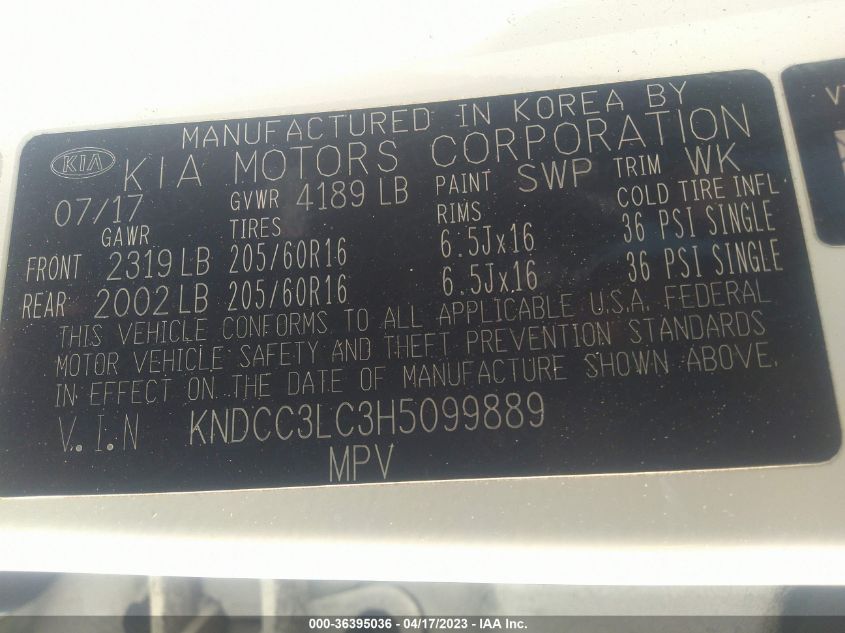 MANUFACTURED IN KOREA BY
KIA KIA MOTORS CORPORATION
07/17 GVWR 4189 LB PAINT SWP TRIM WK
GAWR TIRES RIMS COLD TIRE INFL
FRONT 2319 LB 205/60R16 6.5Jx16 36 PSI SINGLE
REAR 2002 LB 205/60R16 6.5Jx16 36 PSI SINGLE
THIS VEHICLE CONFORMS TO ALL APPLICABLE U.S.A. FEDERAL
MOTOR VEHICLE SAFETY AND THEFT PREVENTION STANDARDS
IN EFFECT ON THE DATE OF MANUFACTURE SHOWN ABOVE.
V.I.N KNDCC3LC3H5099889
MPV
000-36395036 - 04/17/2023 - IAA Inc.